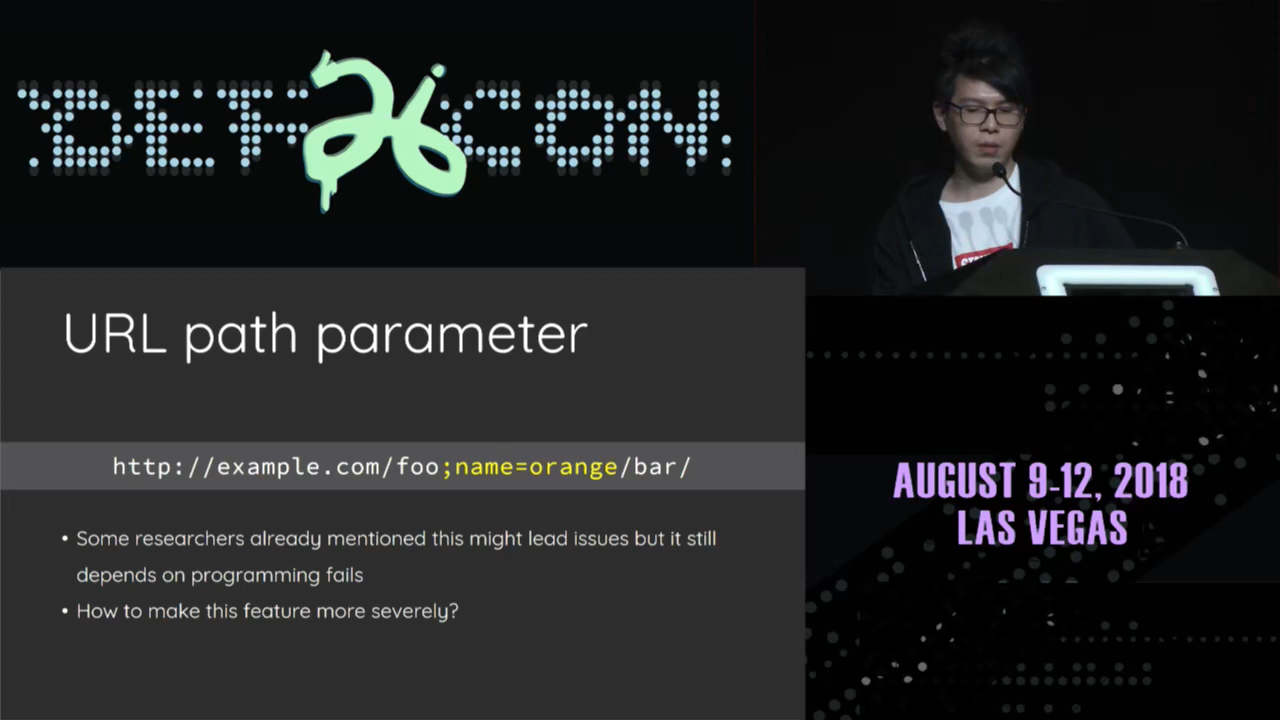 DEF 26 CON
URL path parameter
http://example.com/foo;name=orange/bar/
• Some researchers already mentioned this might lead issues but it still
depends on programming fails
• How to make this feature more severely?
AUGUST 9-12, 2018
LAS VEGAS